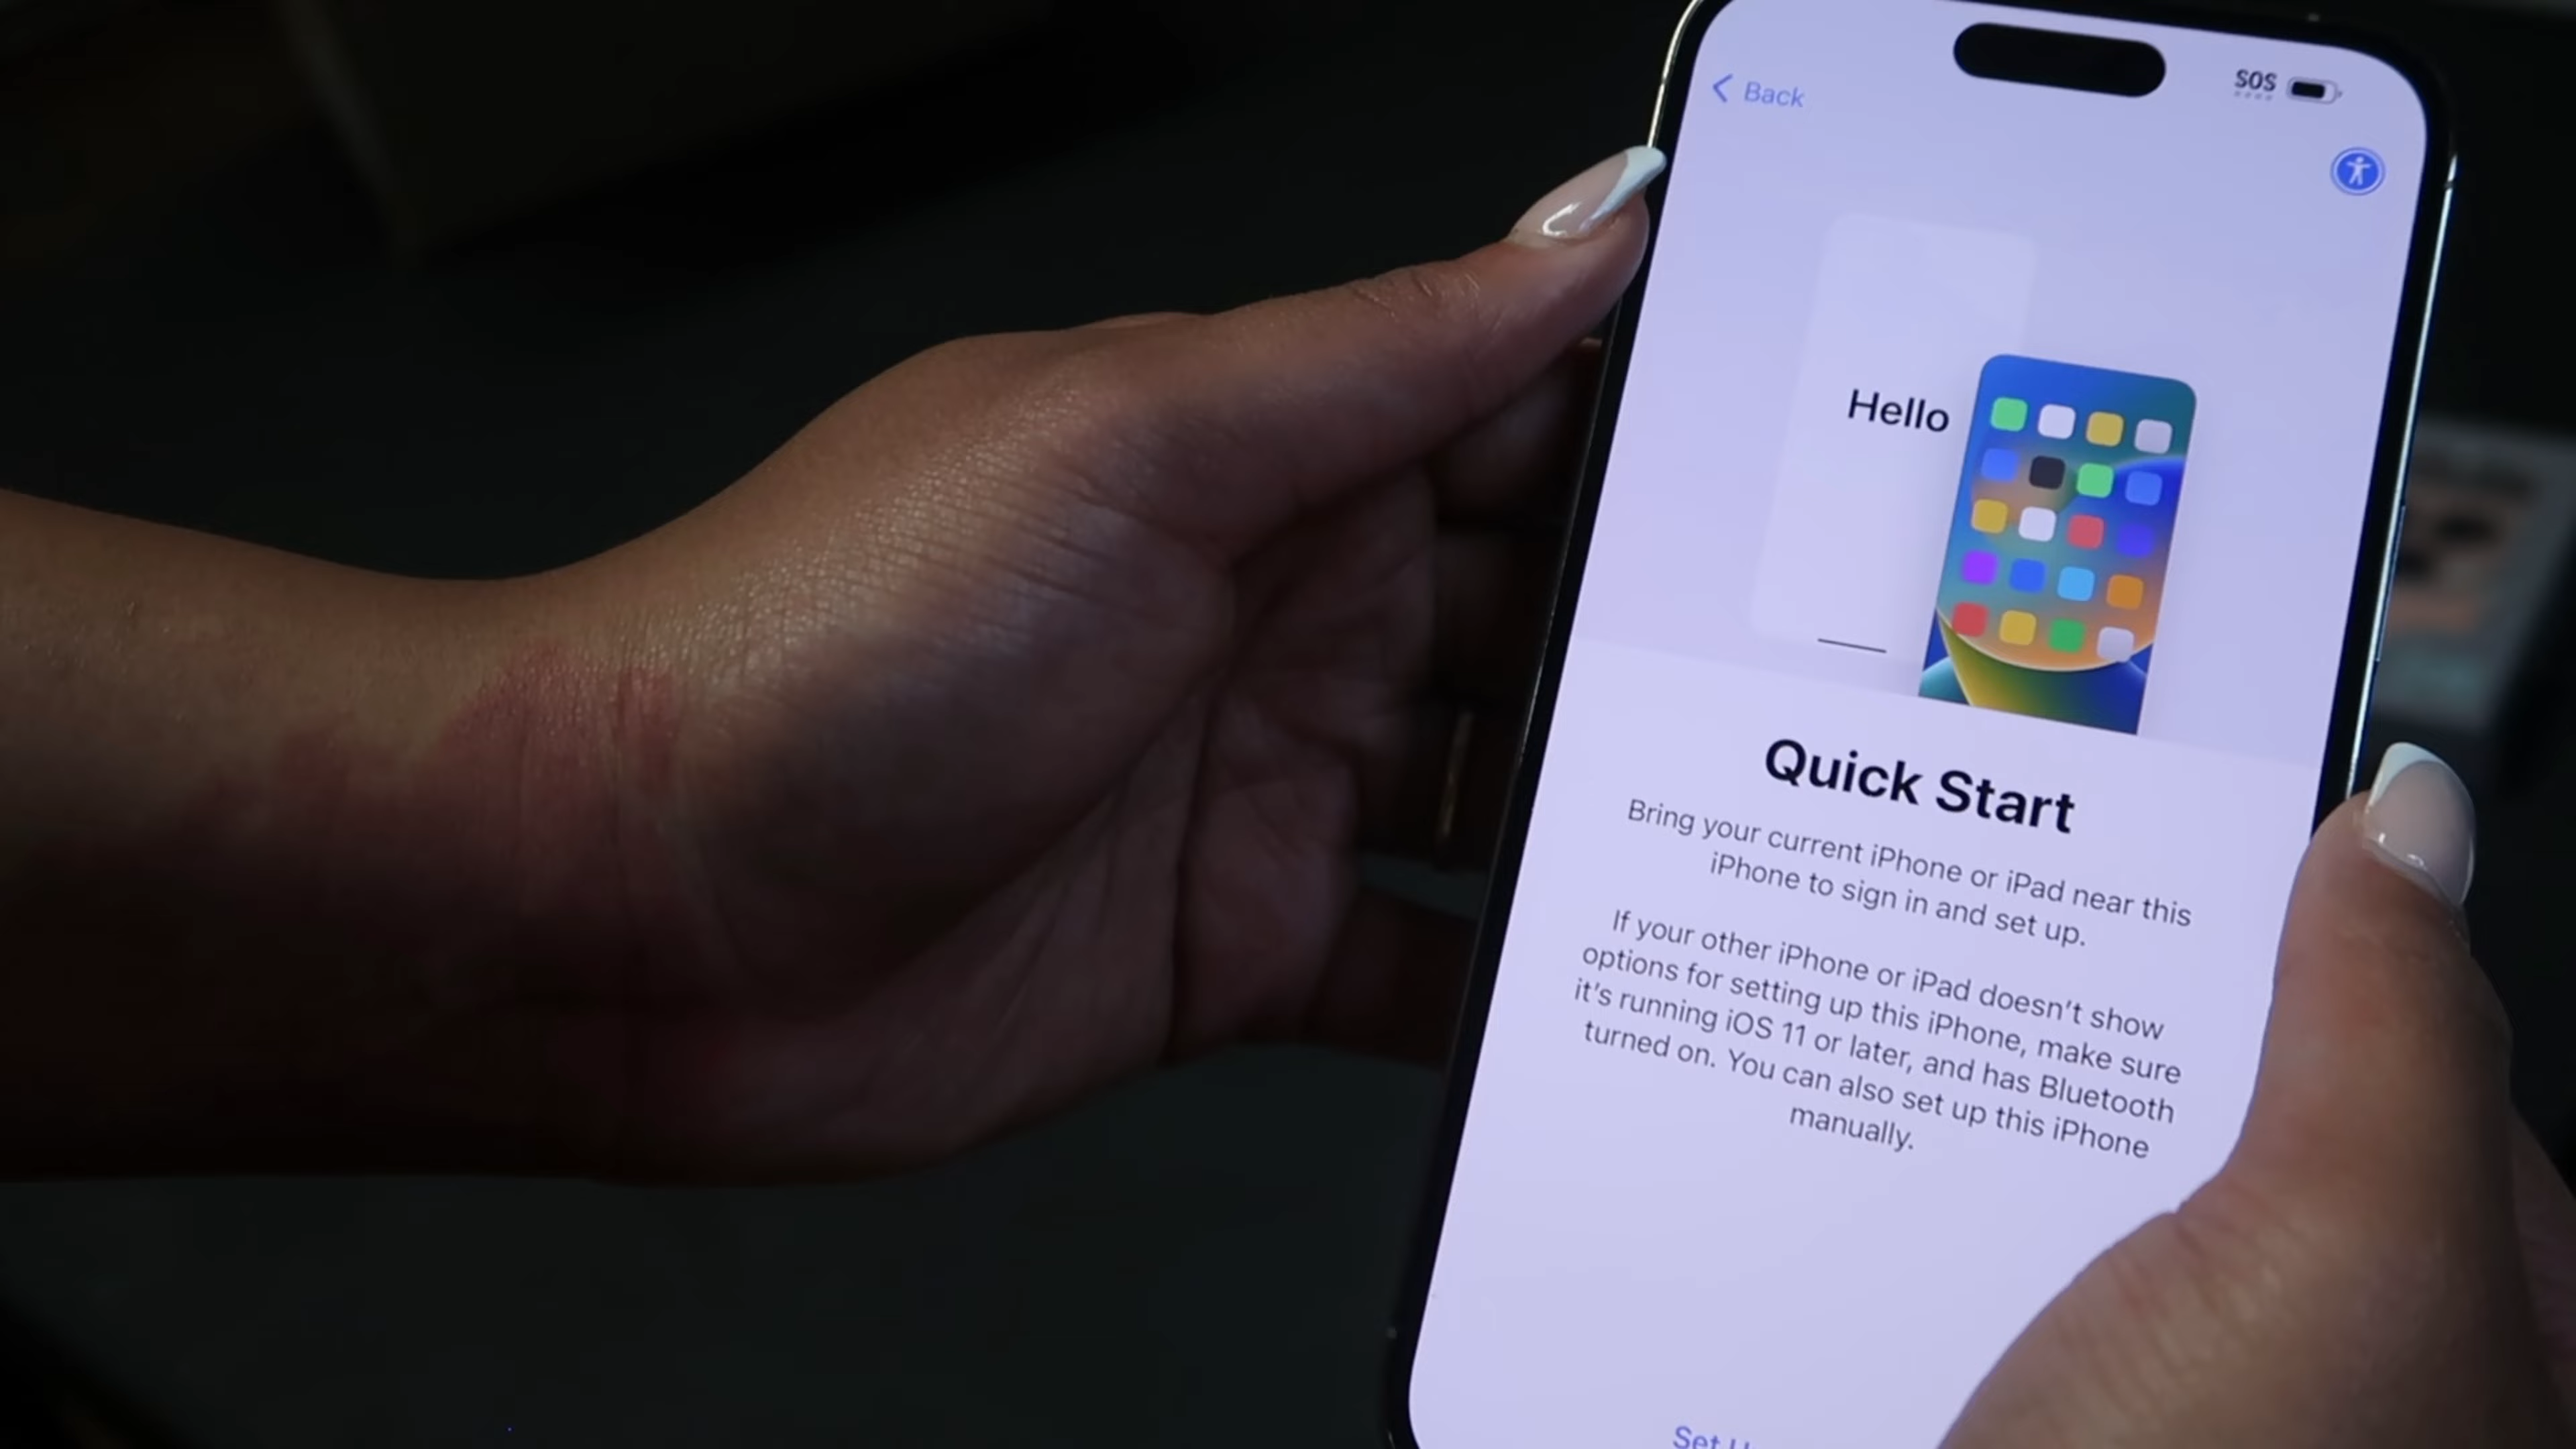 SOS
Back
Hello
Quick Start
Bring your current iPhone or iPad near this
iPhone to sign in and set up.
If your other iPhone or iPad doesn’t show
options for setting up this iPhone, make sure
it’s running iOS 11 or later, and has Bluetooth
turned on. You can also set up this iPhone
manually.
Set